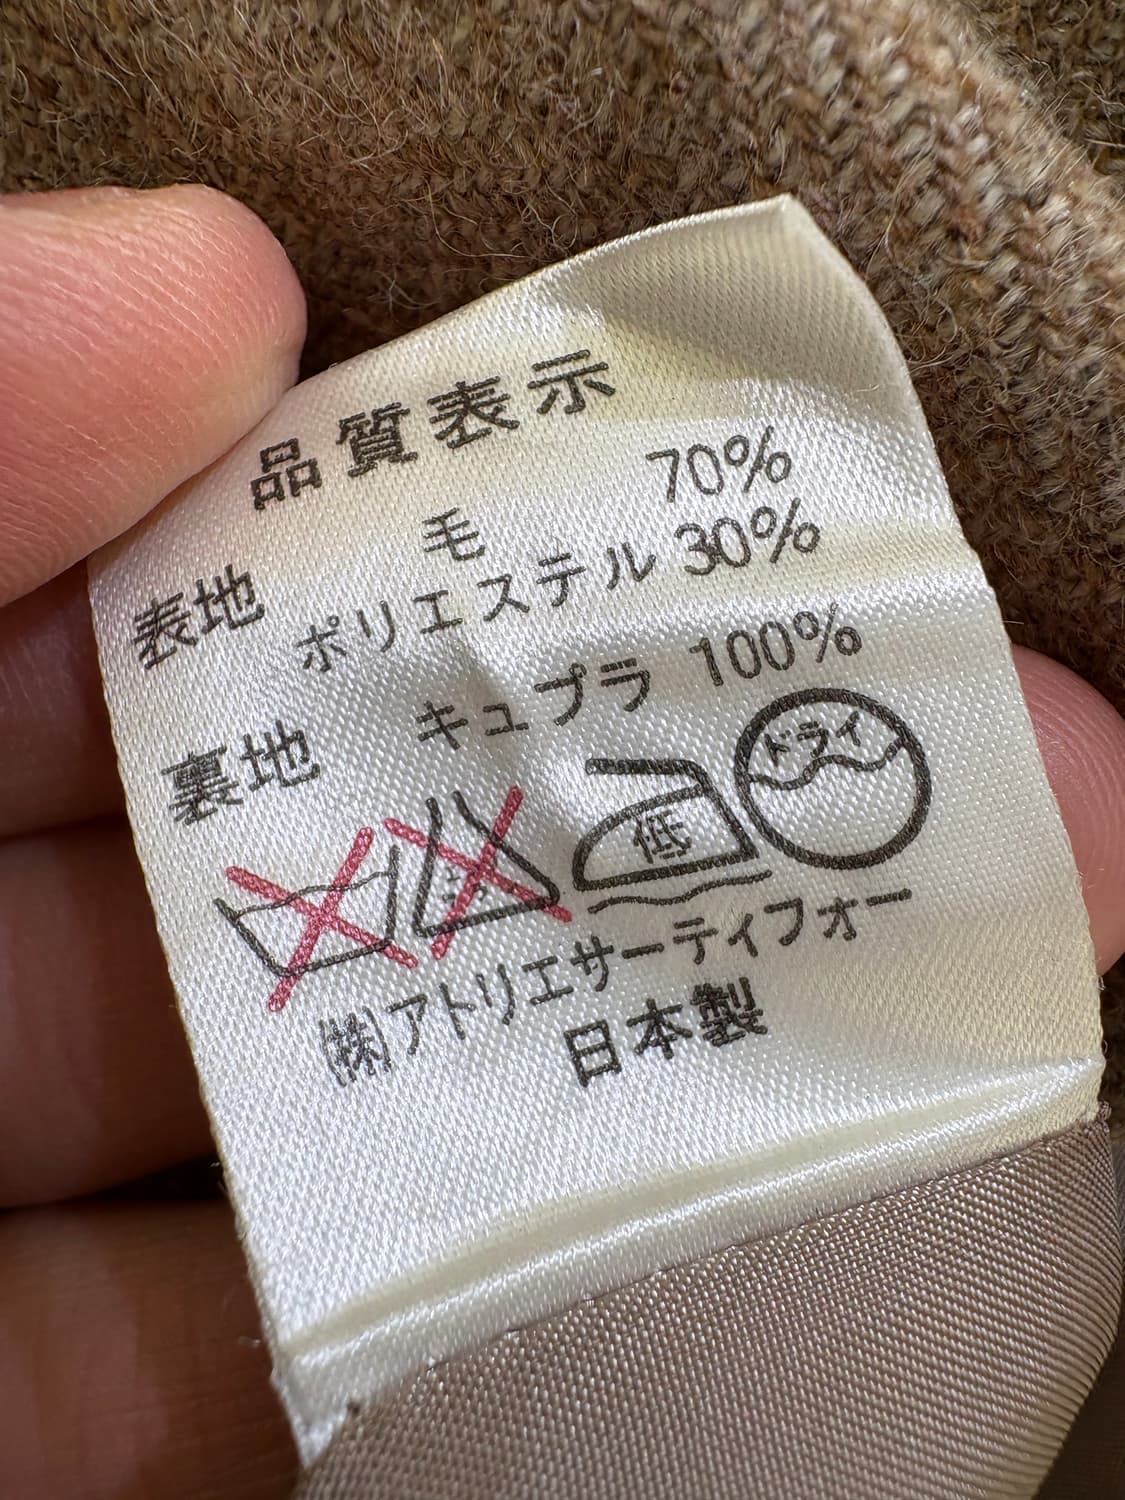 品質表示
表地 毛 70%
ポリエステル 30%
裏地 キュプラ 100%
低 ドライ
㈱アトリエサーティフォー
日本製